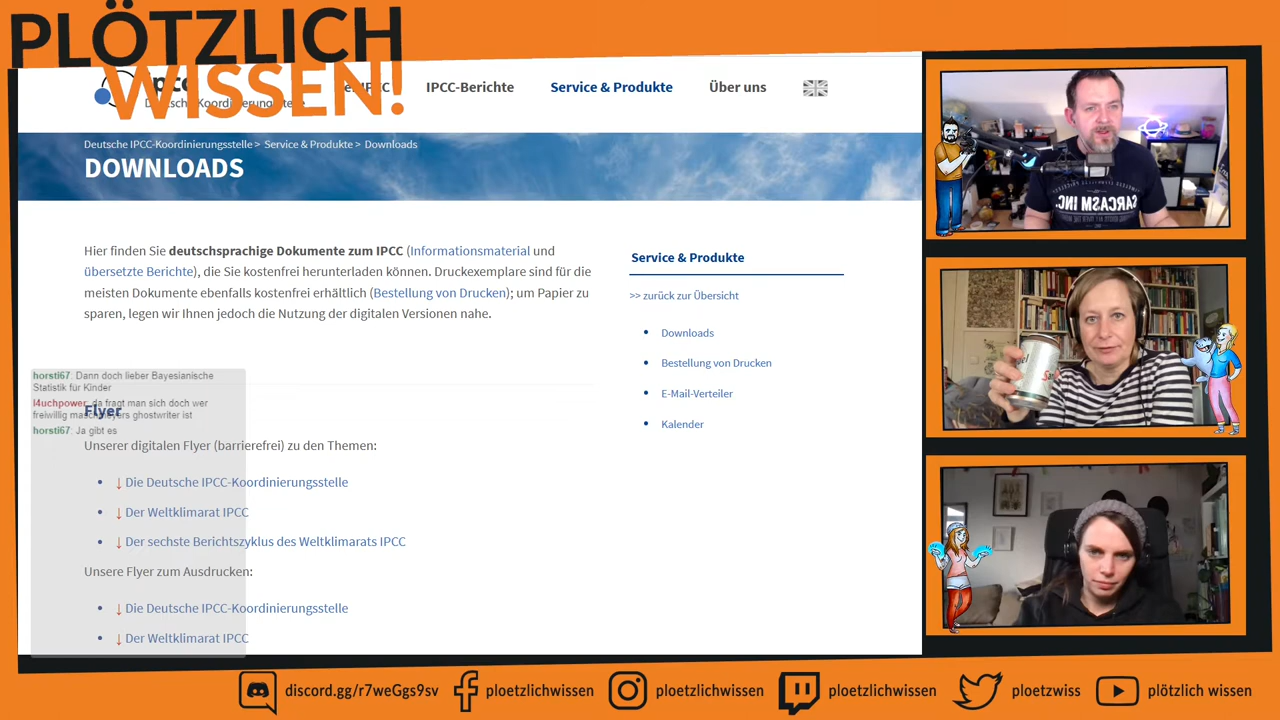 PLÖTZLICH
WISSEN!
IPCC-Berichte
Service & Produkte
Über uns
Deutsche IPCC-Koordinierungsstelle > Service & Produkte > Downloads
DOWNLOADS
Hier finden Sie deutschsprachige Dokumente zum IPCC (Informationsmaterial und
übersetzte Berichte), die Sie kostenfrei herunterladen können. Druckexemplare sind für die
meisten Dokumente ebenfalls kostenfrei erhältlich (Bestellung von Drucken); um Papier zu
sparen, legen wir Ihnen jedoch die Nutzung der digitalen Versionen nahe.
Service & Produkte
>> zurück zur Übersicht
Downloads
Bestellung von Drucken
E-Mail-Verteiler
Kalender
horsti67: Dann doch lieber Bayesianische
Statistik für Kinder
l4uchpower: da fragt man sich doch wer
freiwillig maschmeyers ghostwriter ist
horsti67: Ja gibt es
Flyer
Unserer digitalen Flyer (barrierefrei) zu den Themen:
↓ Die Deutsche IPCC-Koordinierungsstelle
↓ Der Weltklimarat IPCC
↓ Der sechste Berichtszyklus des Weltklimarats IPCC
Unsere Flyer zum Ausdrucken:
↓ Die Deutsche IPCC-Koordinierungsstelle
↓ Der Weltklimarat IPCC
SARCASM INC.
discord.gg/r7weGgs9sv
ploetzlichwissen
ploetzlichwissen
ploetzlichwissen
ploetzwiss
plötzlich wissen